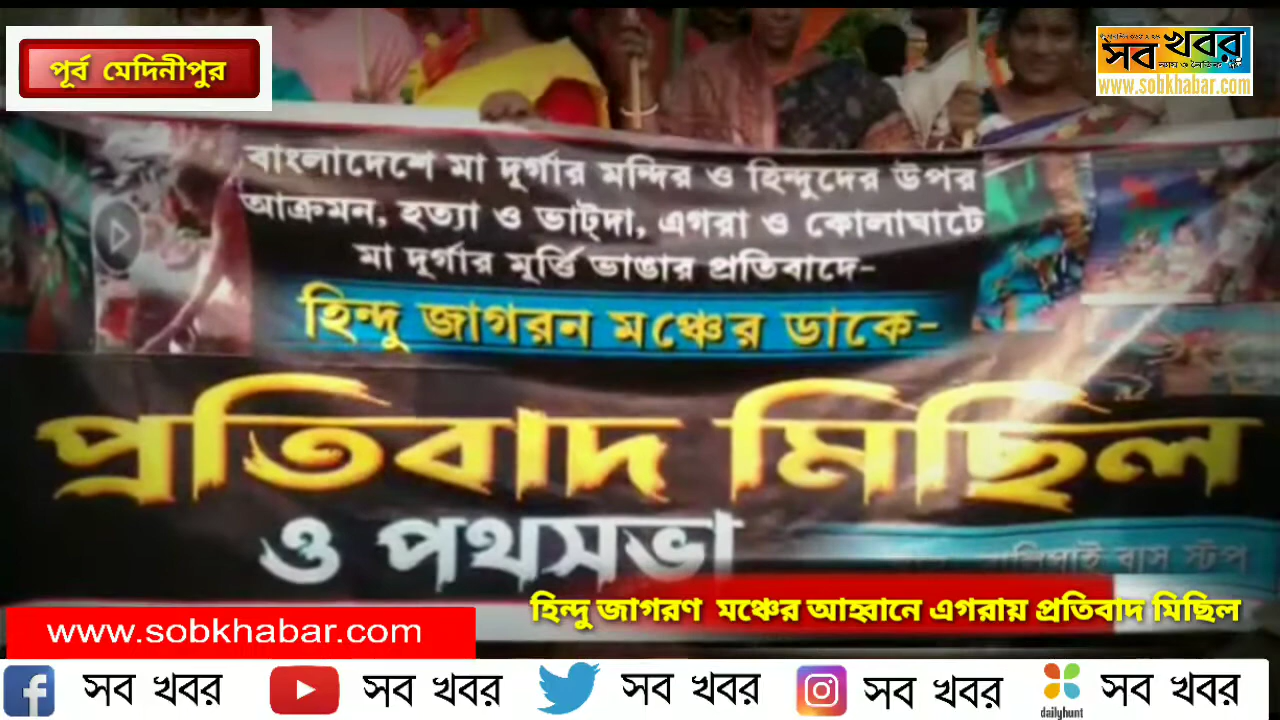 পূর্ব মেদিনীপুর
সব খবর
www.sobkhabar.com
বাংলাদেশে মা দূর্গার মন্দির ও হিন্দুদের উপর
আক্রমন, হত্যা ও ভাট্দা, এগরা ও কোলাঘাটে
মা দূর্গার মূর্ত্তি ভাঙার প্রতিবাদে-
হিন্দু জাগরন মঞ্চের ডাকে-
প্রতিবাদ মিছিল
ও পথসভা
বাস স্টপ
হিন্দু জাগরণ মঞ্চের আহ্বানে এগরায় প্রতিবাদ মিছিল
www.sobkhabar.com
সব খবর সব খবর সব খবর সব খবর সব খবর
dailyhunt